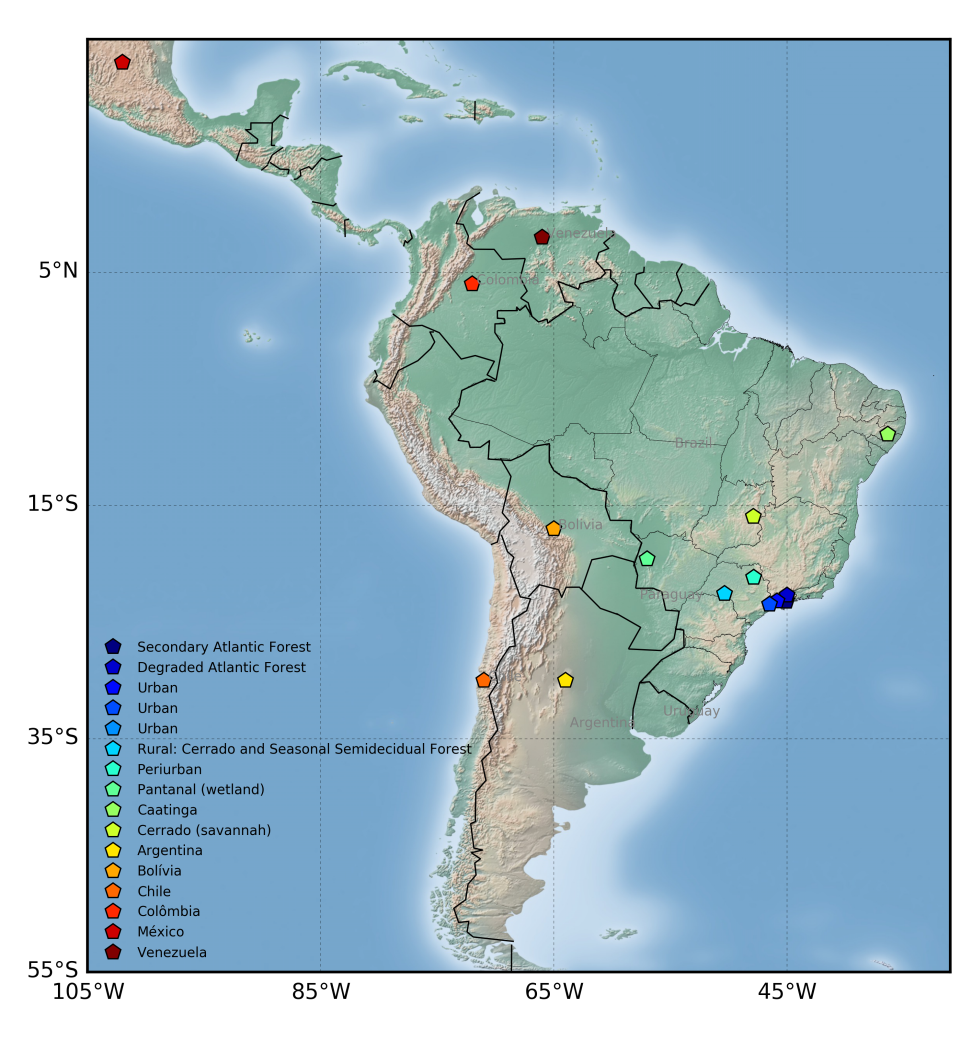 Venezuela
5°N
Colombia
Brazil
15°S
Bolívia
Paraguay
Secondary Atlantic Forest
Degraded Atlantic Forest
Urban
Urban
Urban
Rural: Cerrado and Seasonal Semidecidual Forest
Periurban
Pantanal (wetland)
Caatinga
Cerrado (savannah)
Argentina
Bolívia
Chile
Colômbia
México
Venezuela
Uruguay
Argentina
35°S
55°S
105°W
85°W
65°W
45°W